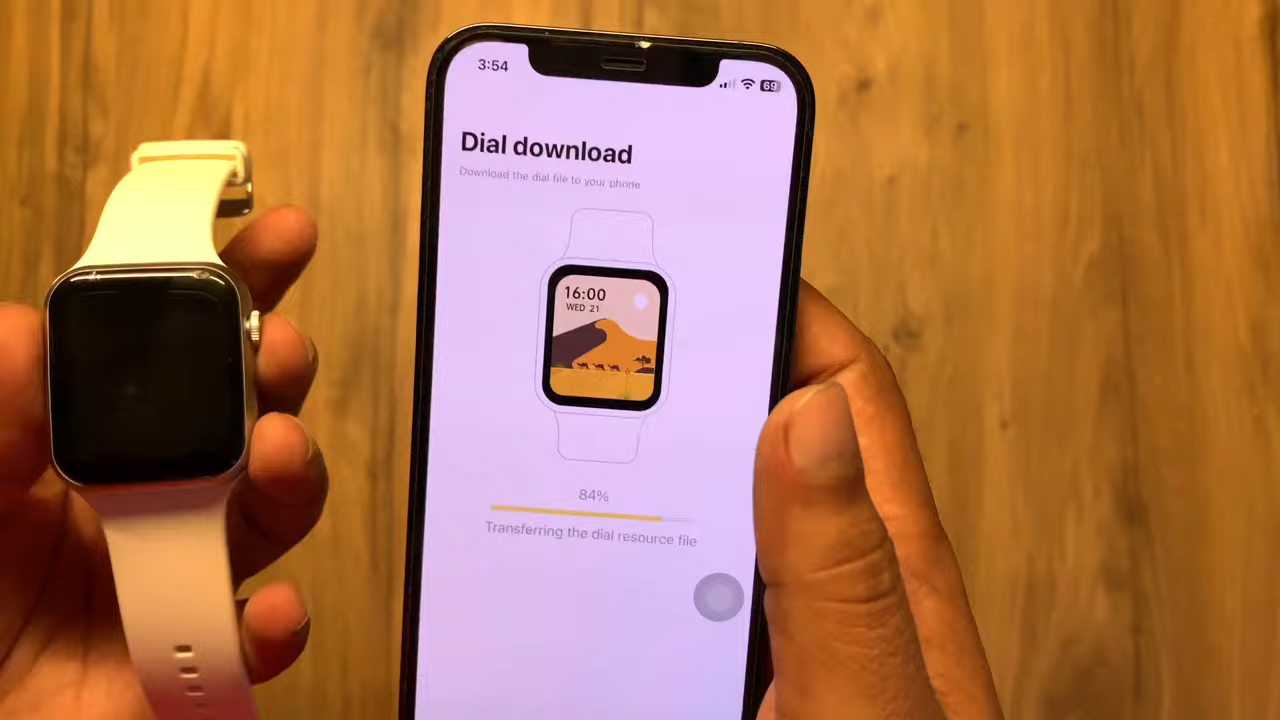 3:54
69
Dial download
Download the dial file to your phone
16:00
WED 21
84%
Transferring the dial resource file